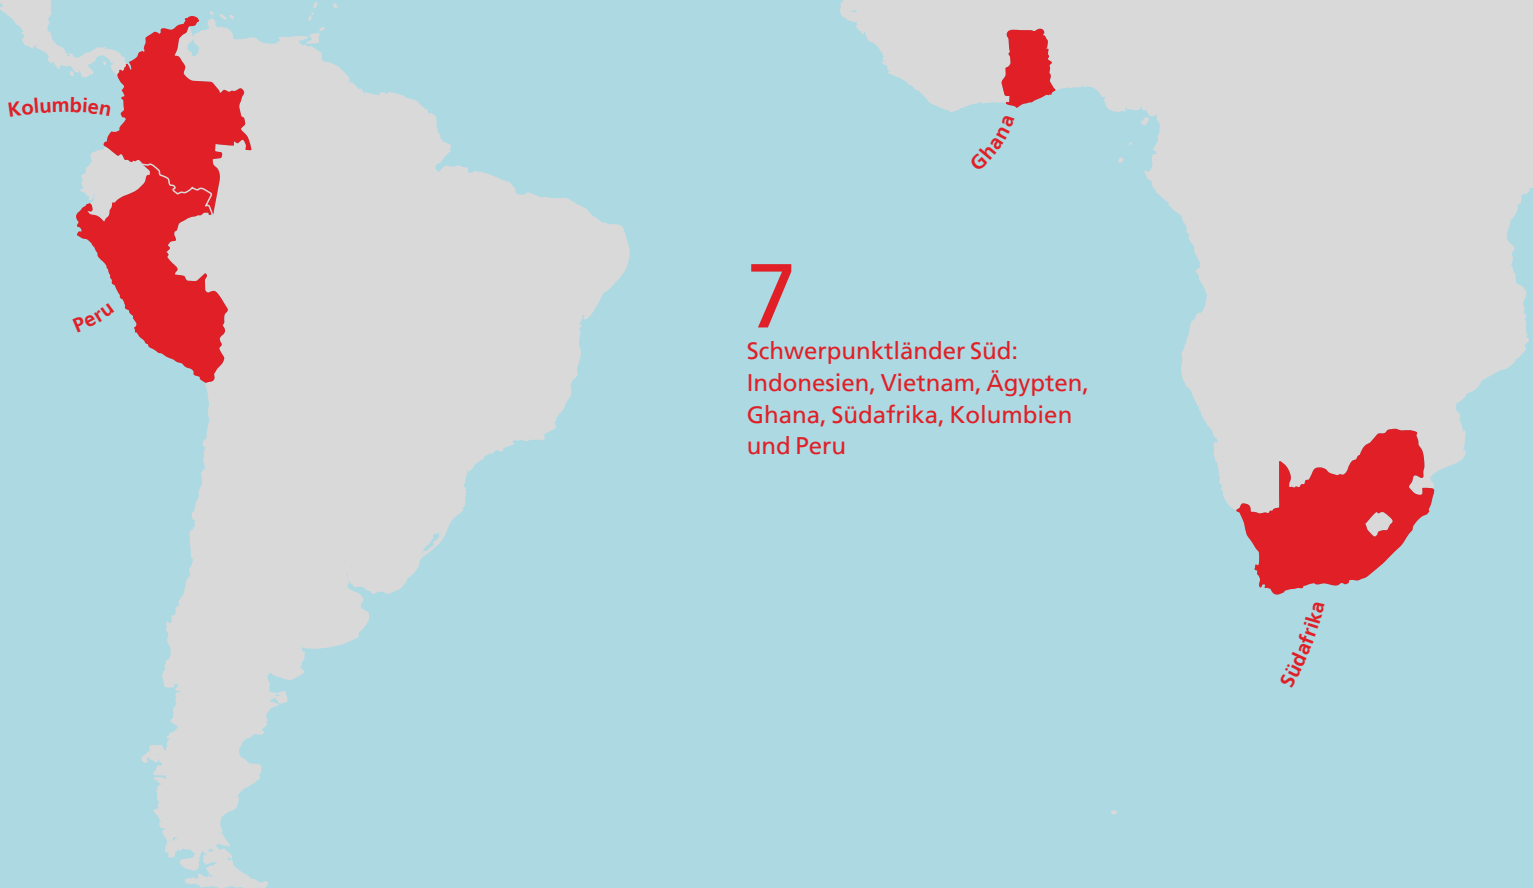 Kolumbien
Peru
Ghana
7
Schwerpunktländer Süd:
Indonesien, Vietnam, Ägypten,
Ghana, Südafrika, Kolumbien
und Peru
Südafrika